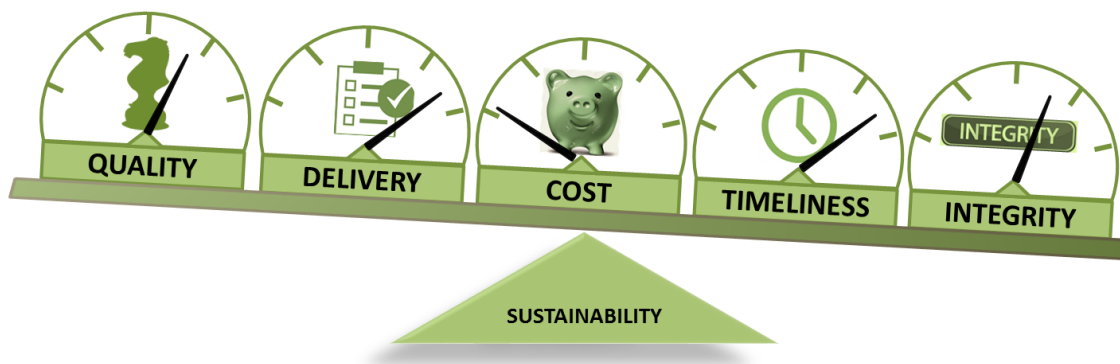 INTEGRITY
QUALITY
DELIVERY
COST
TIMELINESS
INTEGRITY
SUSTAINABILITY